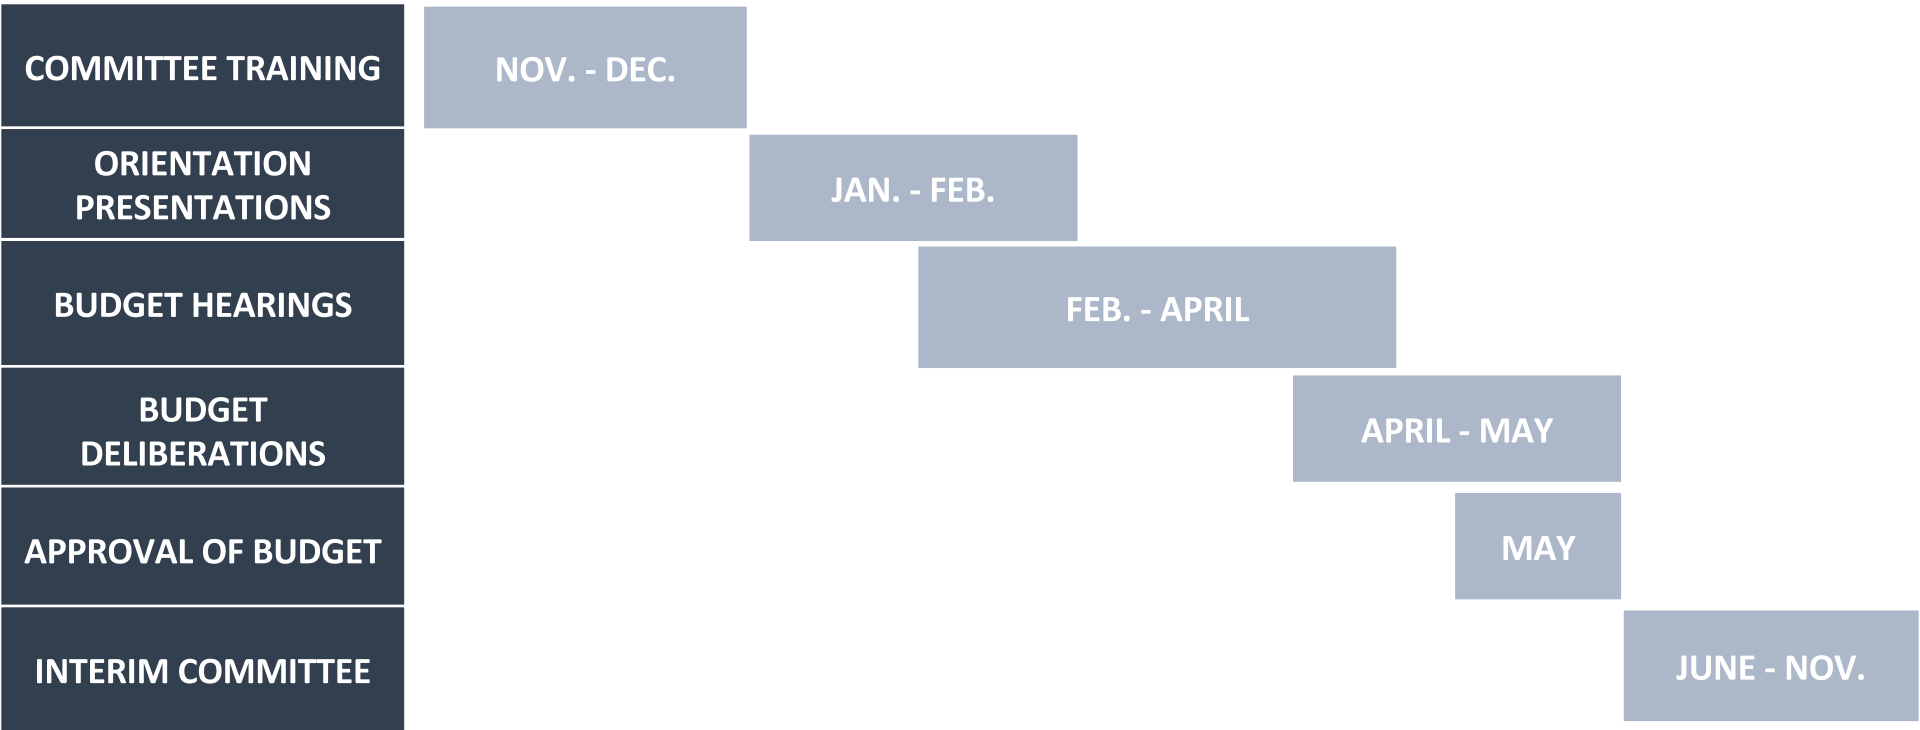 COMMITTEE TRAINING
NOV. - DEC.
ORIENTATION
PRESENTATIONS
JAN. - FEB.
BUDGET HEARINGS
FEB. - APRIL
BUDGET
DELIBERATIONS
APRIL - MAY
APPROVAL OF BUDGET
MAY
INTERIM COMMITTEE
JUNE - NOV.